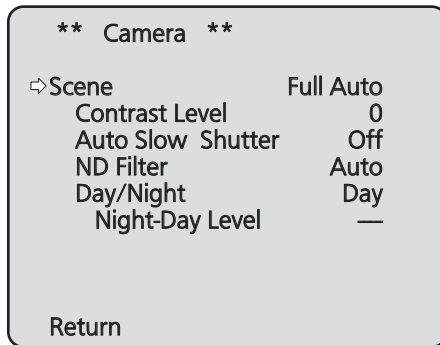 ** Camera **
⇨Scene Full Auto
Contrast Level 0
Auto Slow Shutter Off
ND Filter Auto
Day/Night Day
Night-Day Level —
Return